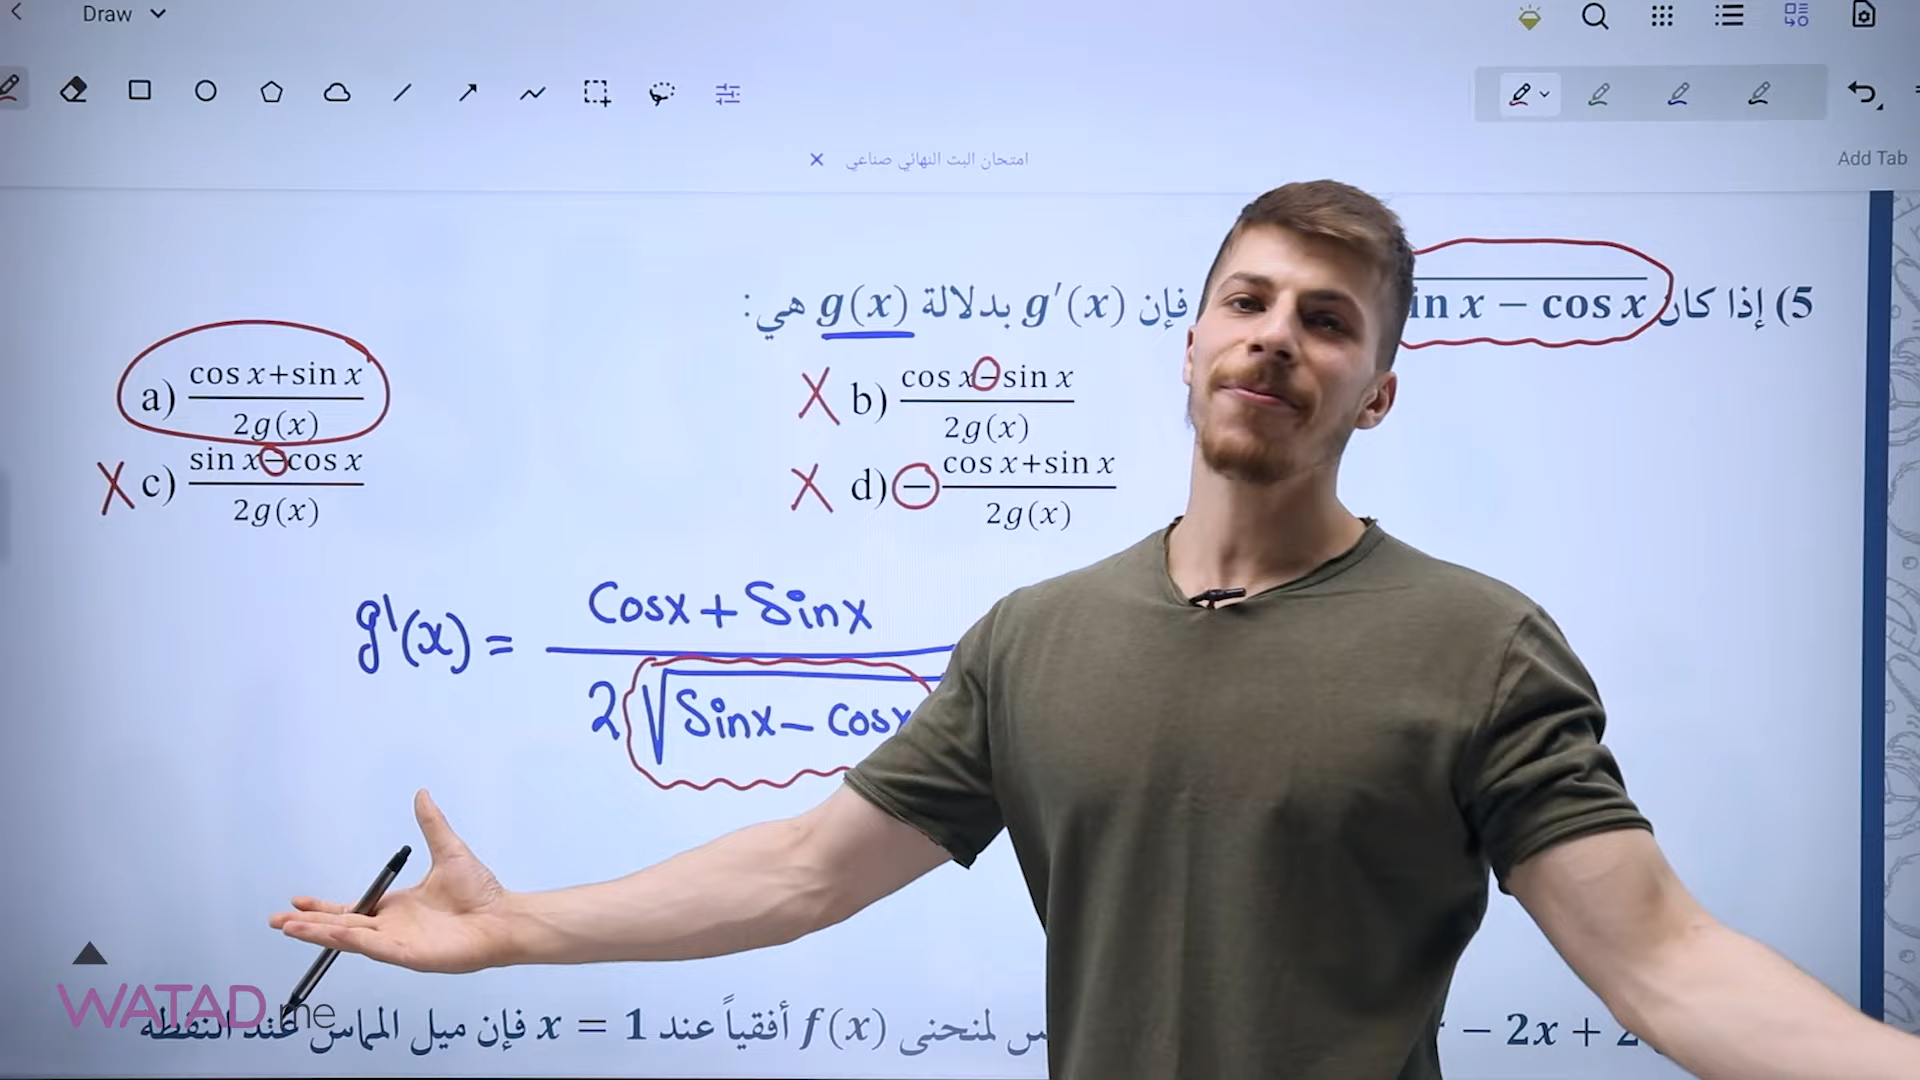 Draw
امتحان البث النهائي صناعي
Add Tab
5) إذا كان in x − cos x فإن g′(x) بدلالة g(x) هي:
a) cos x+sin x / 2g(x)
X b) cos x−sin x / 2g(x)
X c) sin x−cos x / 2g(x)
X d) − cos x+sin x / 2g(x)
g'(x) = Cosx + Sinx / 2√Sinx − Cosx
− 2x + 2 لمنحنى f(x) أفقياً عند x = 1 فإن ميل المماس عند النقطة
WATAD.me